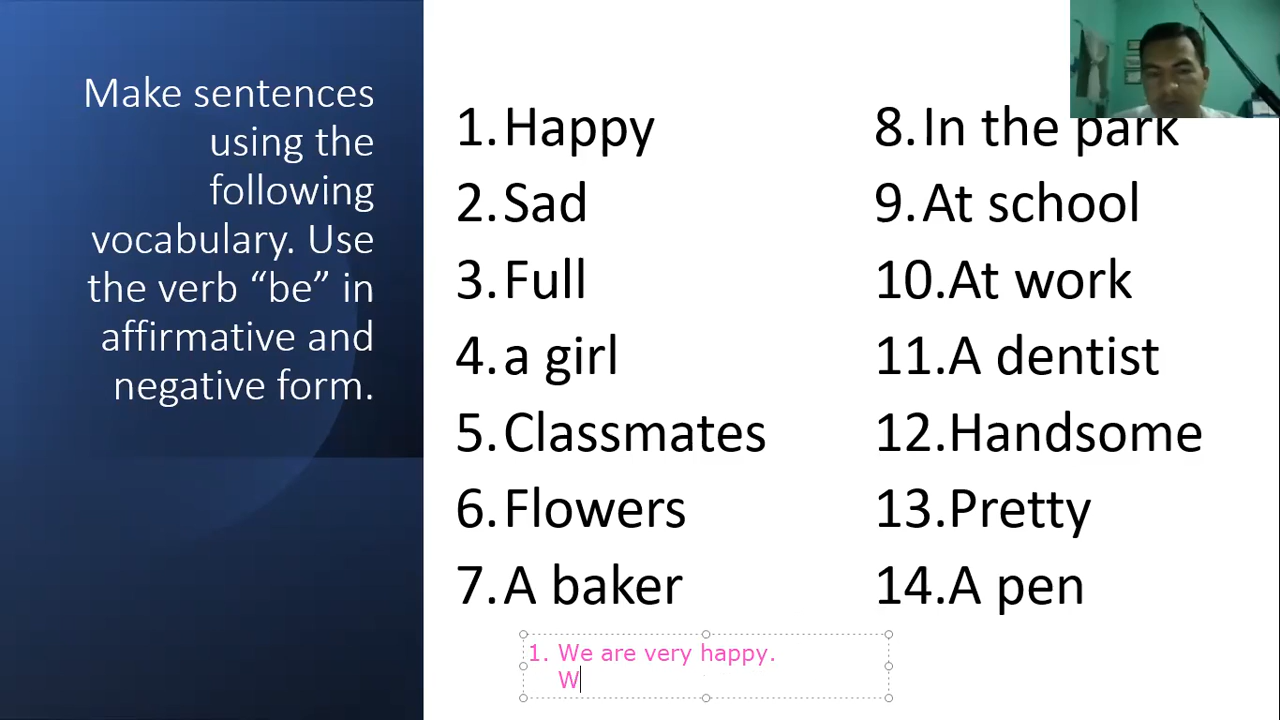 Make sentences
using the
following
vocabulary. Use
the verb “be” in
affirmative and
negative form.
1. Happy
2. Sad
3. Full
4. a girl
5. Classmates
6. Flowers
7. A baker
8. In the park
9. At school
10. At work
11. A dentist
12. Handsome
13. Pretty
14. A pen
1. We are very happy.
W